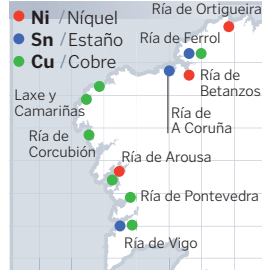 Ría de Ortigueira
Ni / Níquel
Sn / Estaño
Cu / Cobre
Ría de Ferrol
Ría de
Betanzos
Laxe y
Camariñas
Ría de
A Coruña
Ría de
Corcubión
Ría de Arousa
Ría de Pontevedra
Ría de Vigo